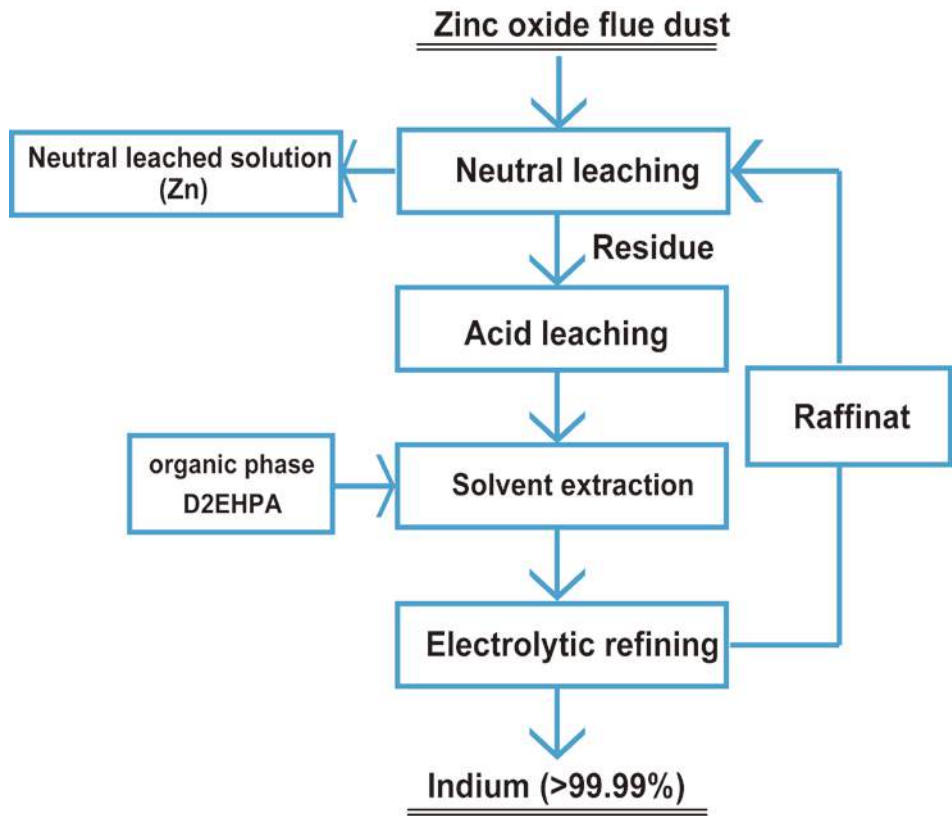 Zinc oxide flue dust
Neutral leached solution
(Zn)
Neutral leaching
Residue
Acid leaching
Raffinat
organic phase
D2EHPA
Solvent extraction
Electrolytic refining
Indium (>99.99%)